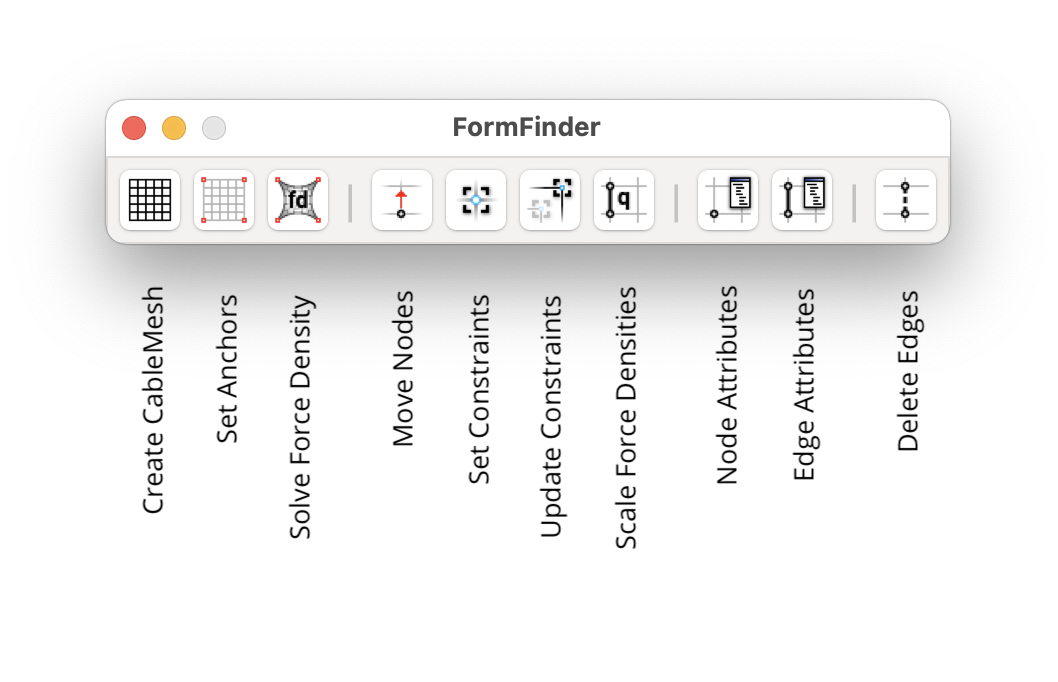 FormFinder
fd
q
Create CableMesh
Set Anchors
Solve Force Density
Move Nodes
Set Constraints
Update Constraints
Scale Force Densities
Node Attributes
Edge Attributes
Delete Edges